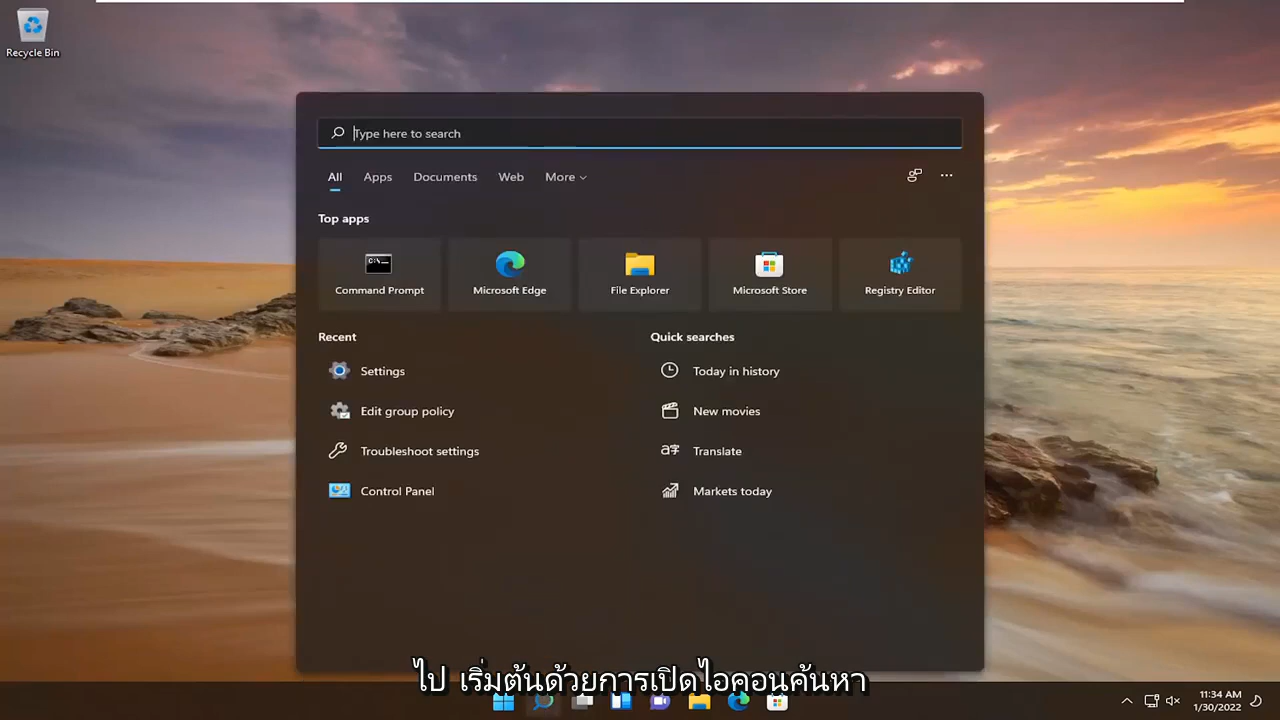 Recycle Bin
Type here to search
All Apps Documents Web More
Top apps
Command Prompt Microsoft Edge File Explorer Microsoft Store Registry Editor
Recent Quick searches
Settings Today in history
Edit group policy New movies
Troubleshoot settings Translate
Control Panel Markets today
ไป เริ่มต้นด้วยการเปิดไอคอนค้นหา
11:34 AM
1/30/2022